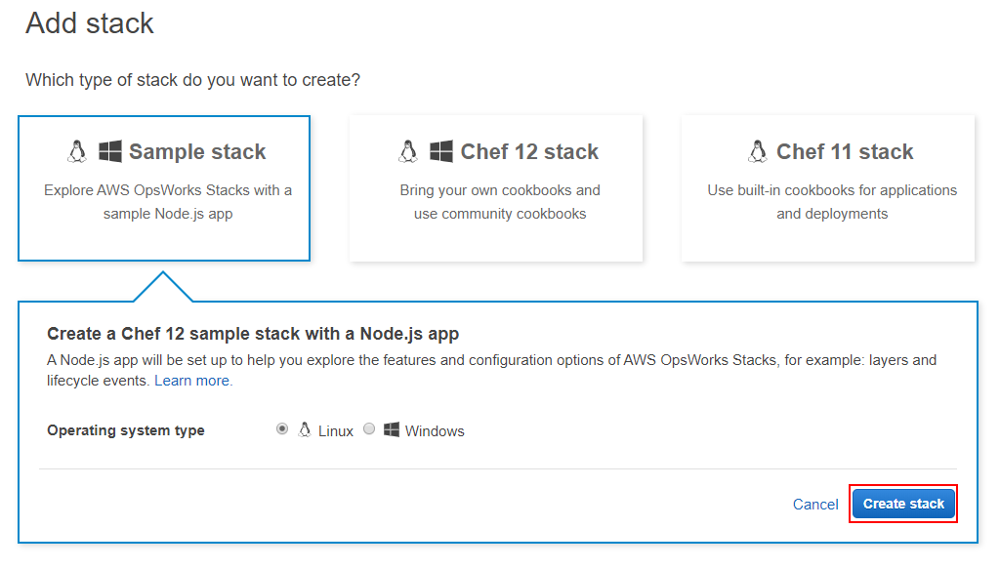 Add stack
Which type of stack do you want to create?
Sample stack
Explore AWS OpsWorks Stacks with a
sample Node.js app
Chef 12 stack
Bring your own cookbooks and
use community cookbooks
Chef 11 stack
Use built-in cookbooks for applications
and deployments
Create a Chef 12 sample stack with a Node.js app
A Node.js app will be set up to help you explore the features and configuration options of AWS OpsWorks Stacks, for example: layers and
lifecycle events. Learn more.
Operating system type Linux Windows
Cancel Create stack